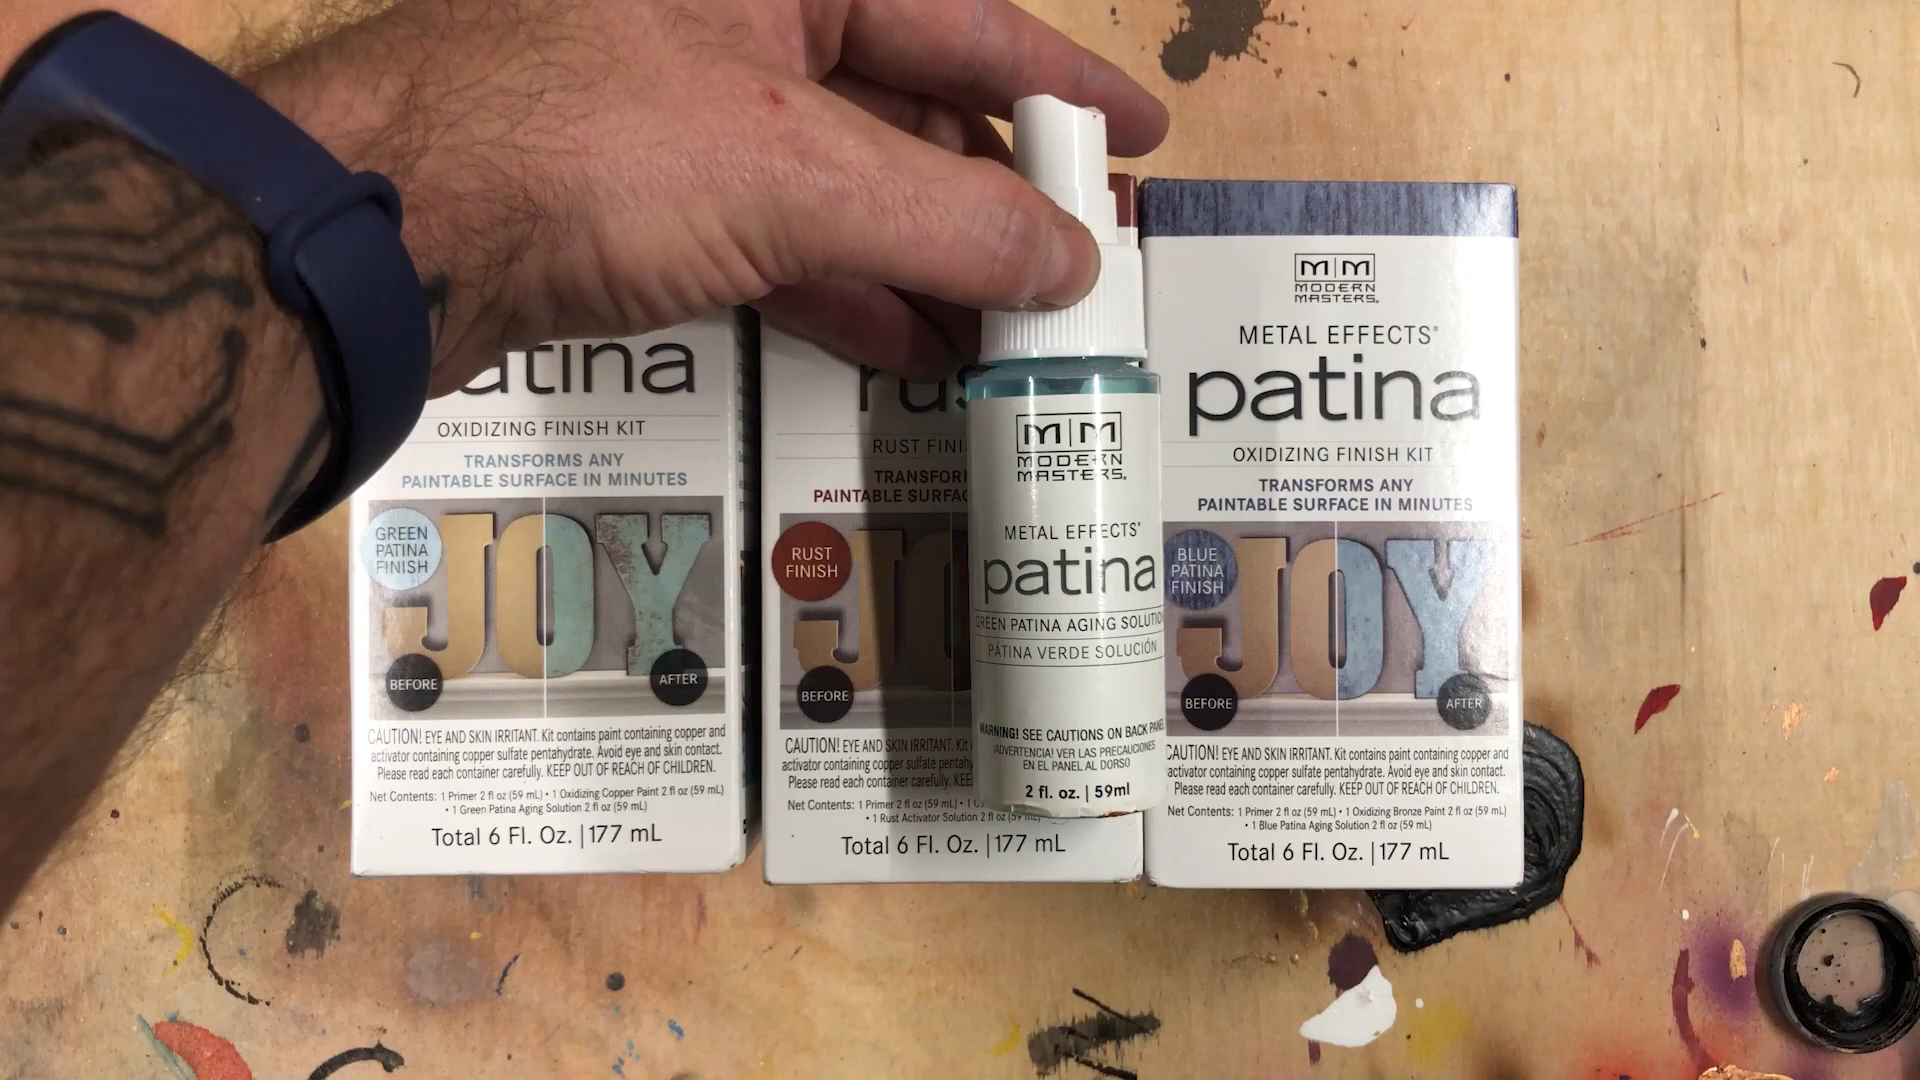 patina
OXIDIZING FINISH KIT
TRANSFORMS ANY
PAINTABLE SURFACE IN MINUTES
GREEN
PATINA
FINISH
JOY
BEFORE
AFTER
CAUTION! EYE AND SKIN IRRITANT. Kit contains paint containing copper and
activator containing copper sulfate pentahydrate. Avoid eye and skin contact.
Please read each container carefully. KEEP OUT OF REACH OF CHILDREN.
Net Contents: 1 Primer 2 fl oz (59 mL) • 1 Oxidizing Copper Paint 2 fl oz (59 mL)
• 1 Green Patina Aging Solution 2 fl oz (59 mL)
Total 6 Fl. Oz. | 177 mL
RUST
PAINTABLE
RUST
FINISH
JO
BEFORE
CAUTION! EYE AND SKIN IRRITANT. Kit
activator containing copper sulfate
Please read each container carefully.
Net Contents: 1 Primer 2 fl oz (59 mL) • 1
• 1 Rust Activator Solution 2 fl oz
Total 6 Fl. Oz. | 177 mL
M|M
MODERN
MASTERS®
METAL EFFECTS®
patina
GREEN PATINA AGING SOLUTION
PÁTINA VERDE SOLUCIÓN
WARNING! SEE CAUTIONS ON BACK PANEL
¡ADVERTENCIA! VER LAS PRECAUCIONES
EN EL PANEL AL DORSO
2 fl. oz. | 59ml
M|M
MODERN
MASTERS®
METAL EFFECTS®
patina
OXIDIZING FINISH KIT
TRANSFORMS ANY
PAINTABLE SURFACE IN MINUTES
BLUE
PATINA
FINISH
JOY
BEFORE
AFTER
CAUTION! EYE AND SKIN IRRITANT. Kit contains paint containing copper and
activator containing copper sulfate pentahydrate. Avoid eye and skin contact.
Please read each container carefully. KEEP OUT OF REACH OF CHILDREN.
Net Contents: 1 Primer 2 fl oz (59 mL) • 1 Oxidizing Bronze Paint 2 fl oz (59 mL)
• 1 Blue Patina Aging Solution 2 fl oz (59 mL)
Total 6 Fl. Oz. | 177 mL